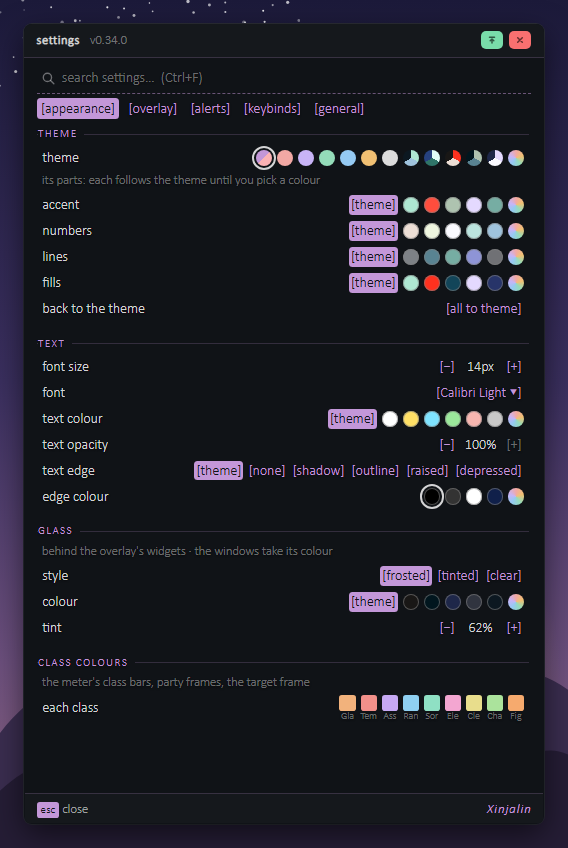 settings v0.34.0
search settings... (Ctrl+F)
[appearance] [overlay] [alerts] [keybinds] [general]
THEME
theme
its parts: each follows the theme until you pick a colour
accent [theme]
numbers [theme]
lines [theme]
fills [theme]
back to the theme [all to theme]
TEXT
font size [−] 14px [+]
font [Calibri Light ▾]
text colour [theme]
text opacity [−] 100% [+]
text edge [theme] [none] [shadow] [outline] [raised] [depressed]
edge colour
GLASS
behind the overlay's widgets · the windows take its colour
style [frosted] [tinted] [clear]
colour [theme]
tint [−] 62% [+]
CLASS COLOURS
the meter's class bars, party frames, the target frame
each class
Gla Tem Ass Ran Sor Ele Cle Cha Fig
esc close Xinjalin